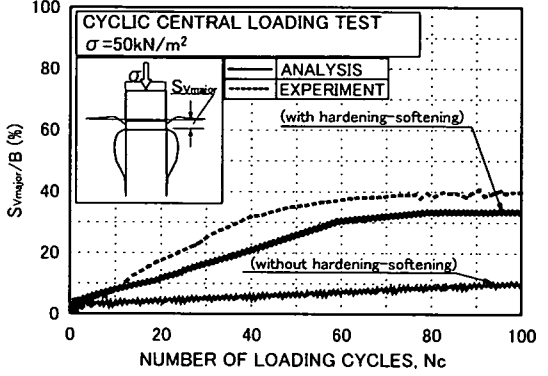 CYCLIC CENTRAL LOADING TEST
σ=50kN/m²
σ
Sᵥmajor
ANALYSIS
EXPERIMENT
(with hardening-softening)
(without hardening-softening)
Sᵥmajor/B (%)
100
80
60
40
20
0
0 20 40 60 80 100
NUMBER OF LOADING CYCLES, Nc